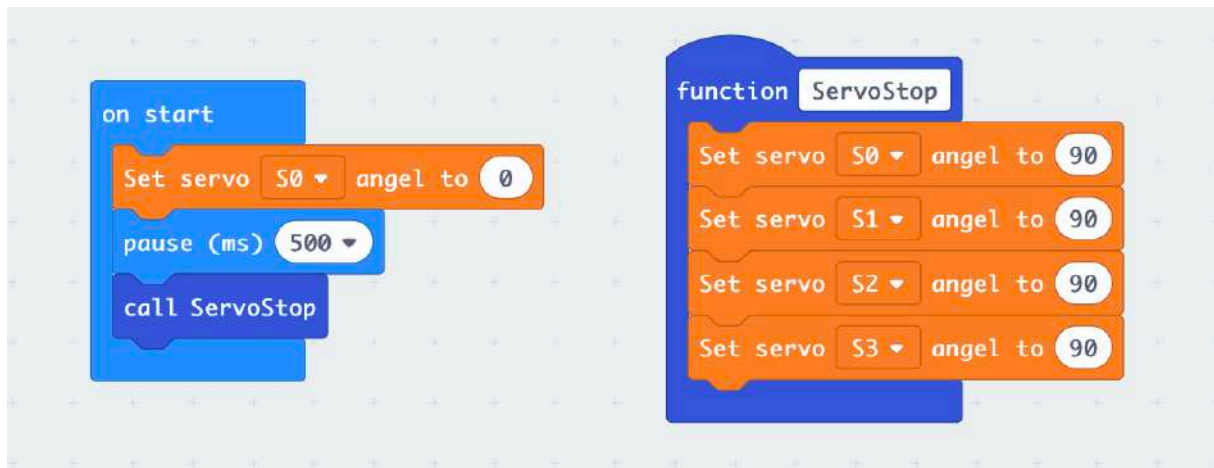 on start
Set servo S0 angel to 0
pause (ms) 500
call ServoStop
function ServoStop
Set servo S0 angel to 90
Set servo S1 angel to 90
Set servo S2 angel to 90
Set servo S3 angel to 90